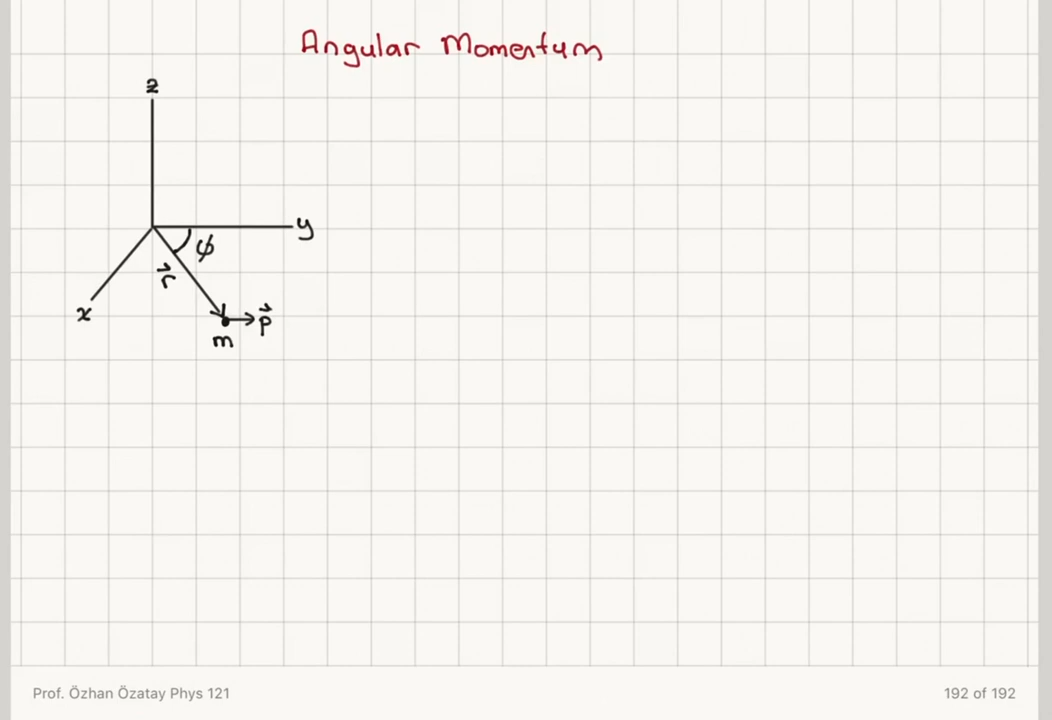 Angular Momentum
z
y
ϕ
r⃗
x
p⃗
m
Prof. Özhan Özatay Phys 121
192 of 192